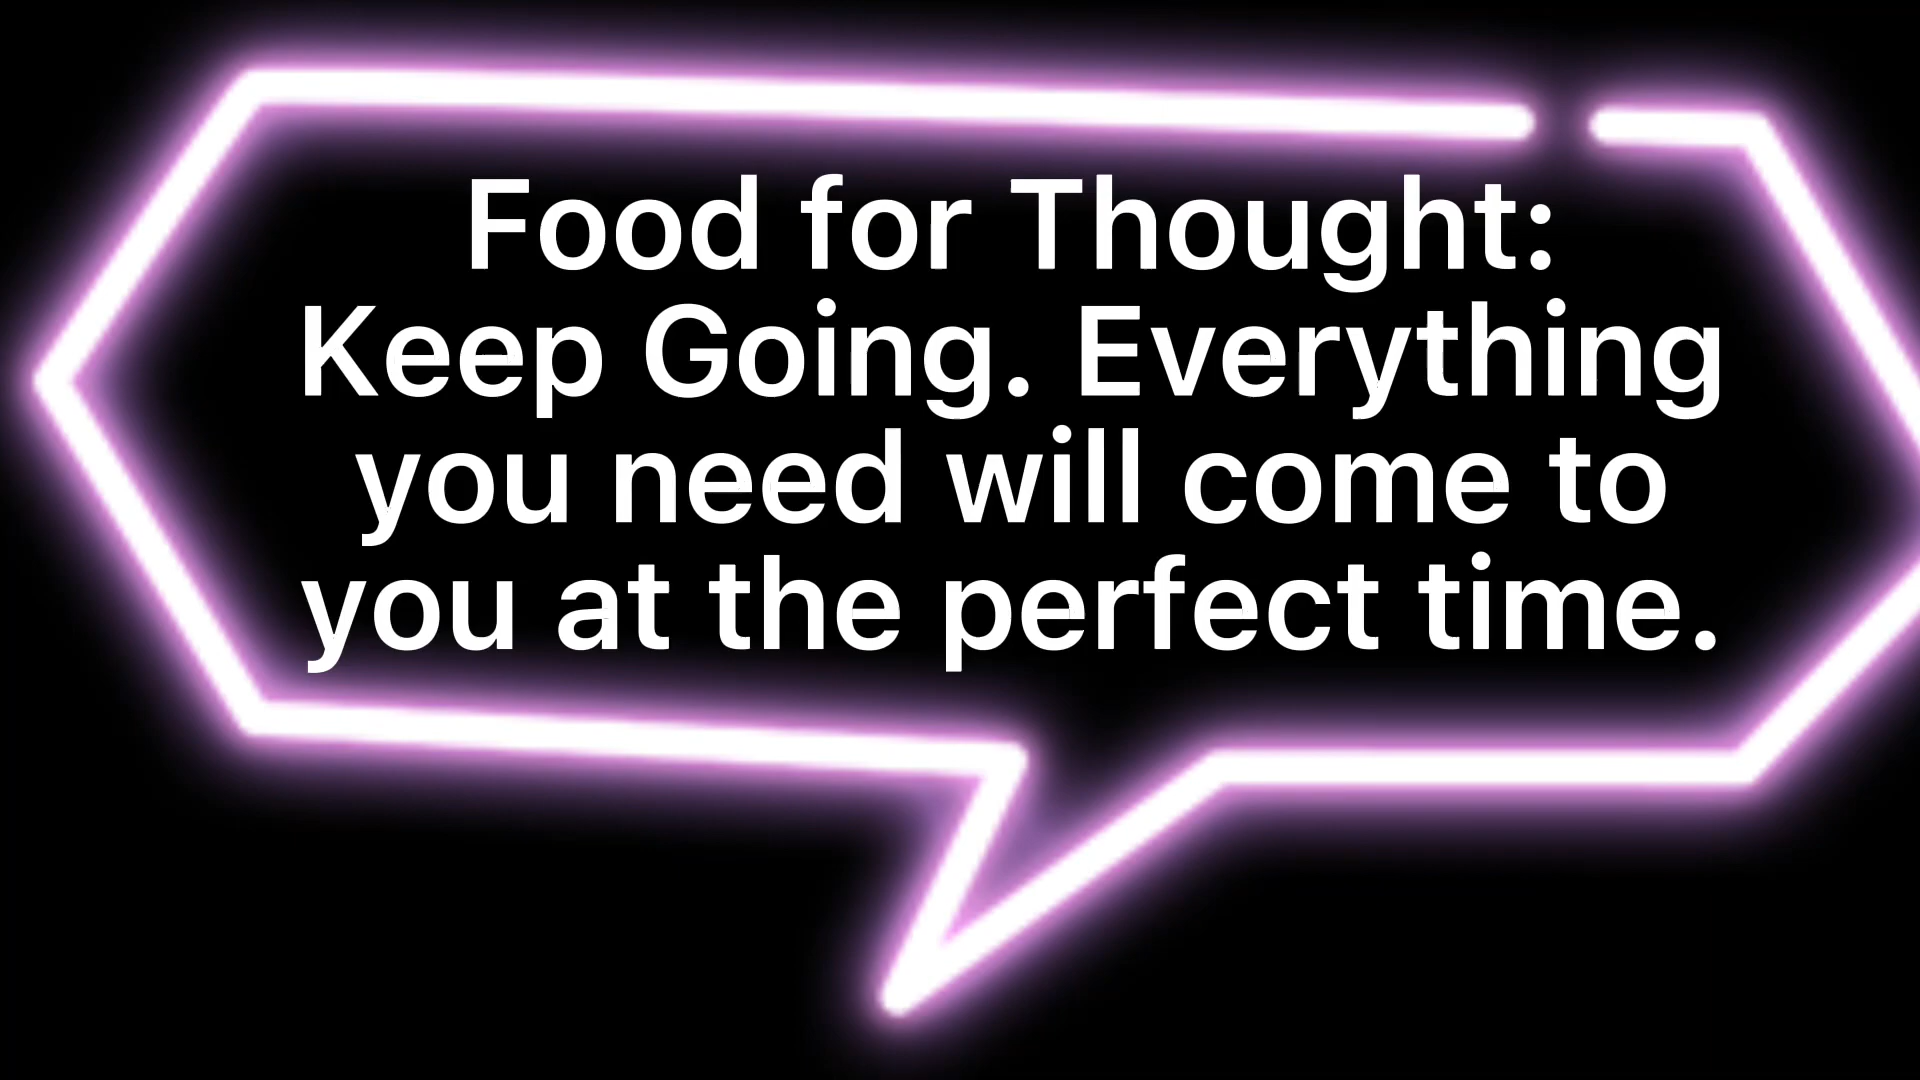 Food for Thought:
Keep Going. Everything
you need will come to
you at the perfect time.